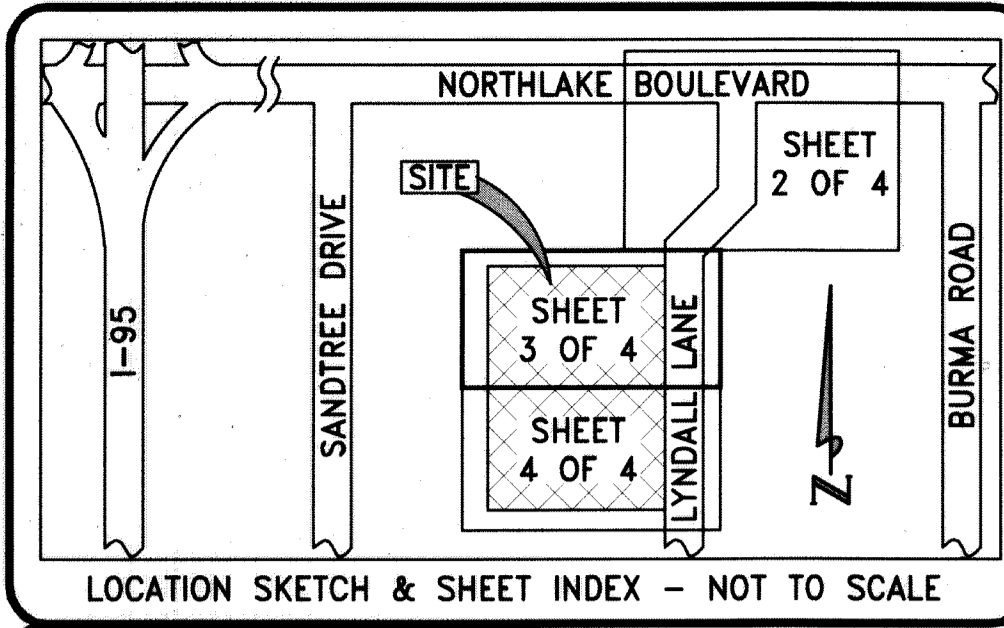 NORTHLAKE BOULEVARD
SHEET
2 OF 4
SITE
I-95
SANDTREE DRIVE
SHEET
3 OF 4
LYNDALL LANE
BURMA ROAD
SHEET
4 OF 4
N
LOCATION SKETCH & SHEET INDEX - NOT TO SCALE